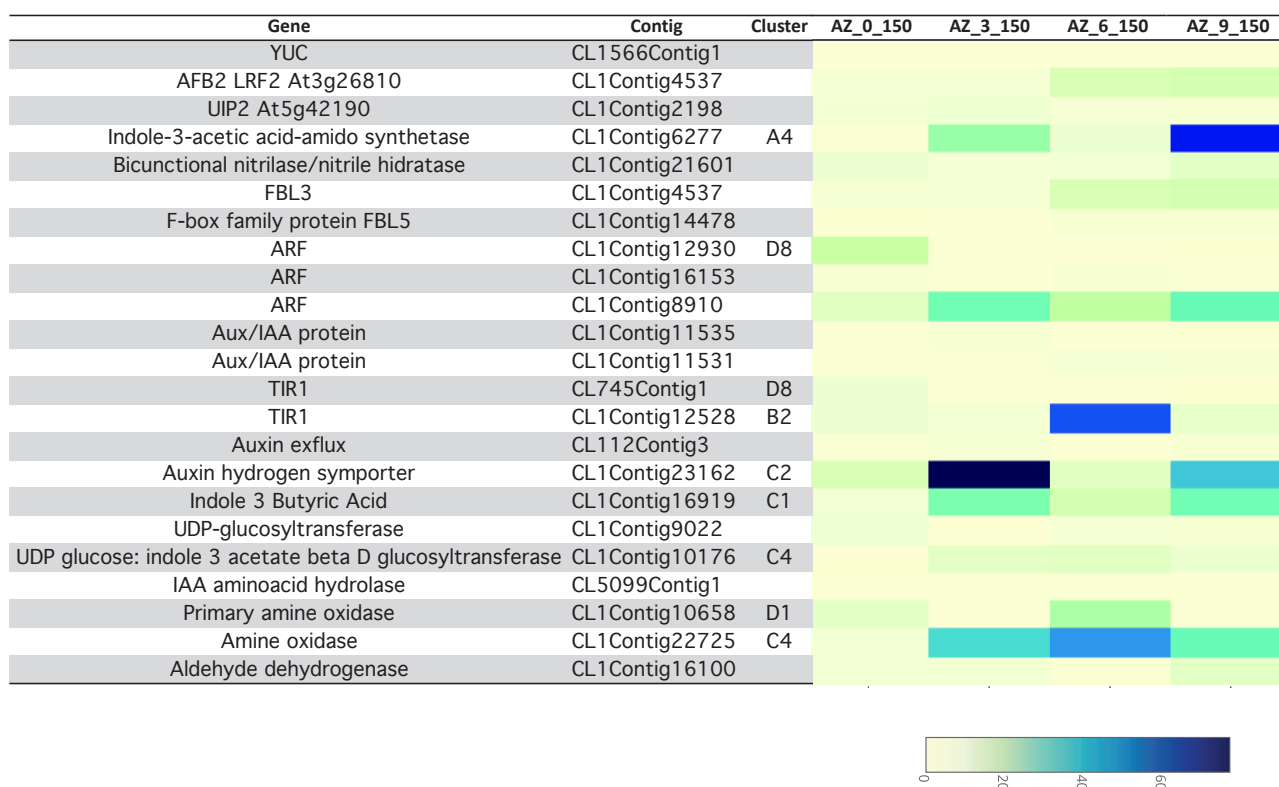 Gene Contig Cluster AZ_0_150 AZ_3_150 AZ_6_150 AZ_9_150
YUC CL1566Contig1
AFB2 LRF2 At3g26810 CL1Contig4537
UIP2 At5g42190 CL1Contig2198
Indole-3-acetic acid-amido synthetase CL1Contig6277 A4
Bicunctional nitrilase/nitrile hidratase CL1Contig21601
FBL3 CL1Contig4537
F-box family protein FBL5 CL1Contig14478
ARF CL1Contig12930 D8
ARF CL1Contig16153
ARF CL1Contig8910
Aux/IAA protein CL1Contig11535
Aux/IAA protein CL1Contig11531
TIR1 CL745Contig1 D8
TIR1 CL1Contig12528 B2
Auxin exflux CL112Contig3
Auxin hydrogen symporter CL1Contig23162 C2
Indole 3 Butyric Acid CL1Contig16919 C1
UDP-glucosyltransferase CL1Contig9022
UDP glucose: indole 3 acetate beta D glucosyltransferase CL1Contig10176 C4
IAA aminoacid hydrolase CL5099Contig1
Primary amine oxidase CL1Contig10658 D1
Amine oxidase CL1Contig22725 C4
Aldehyde dehydrogenase CL1Contig16100
0 20 40 60